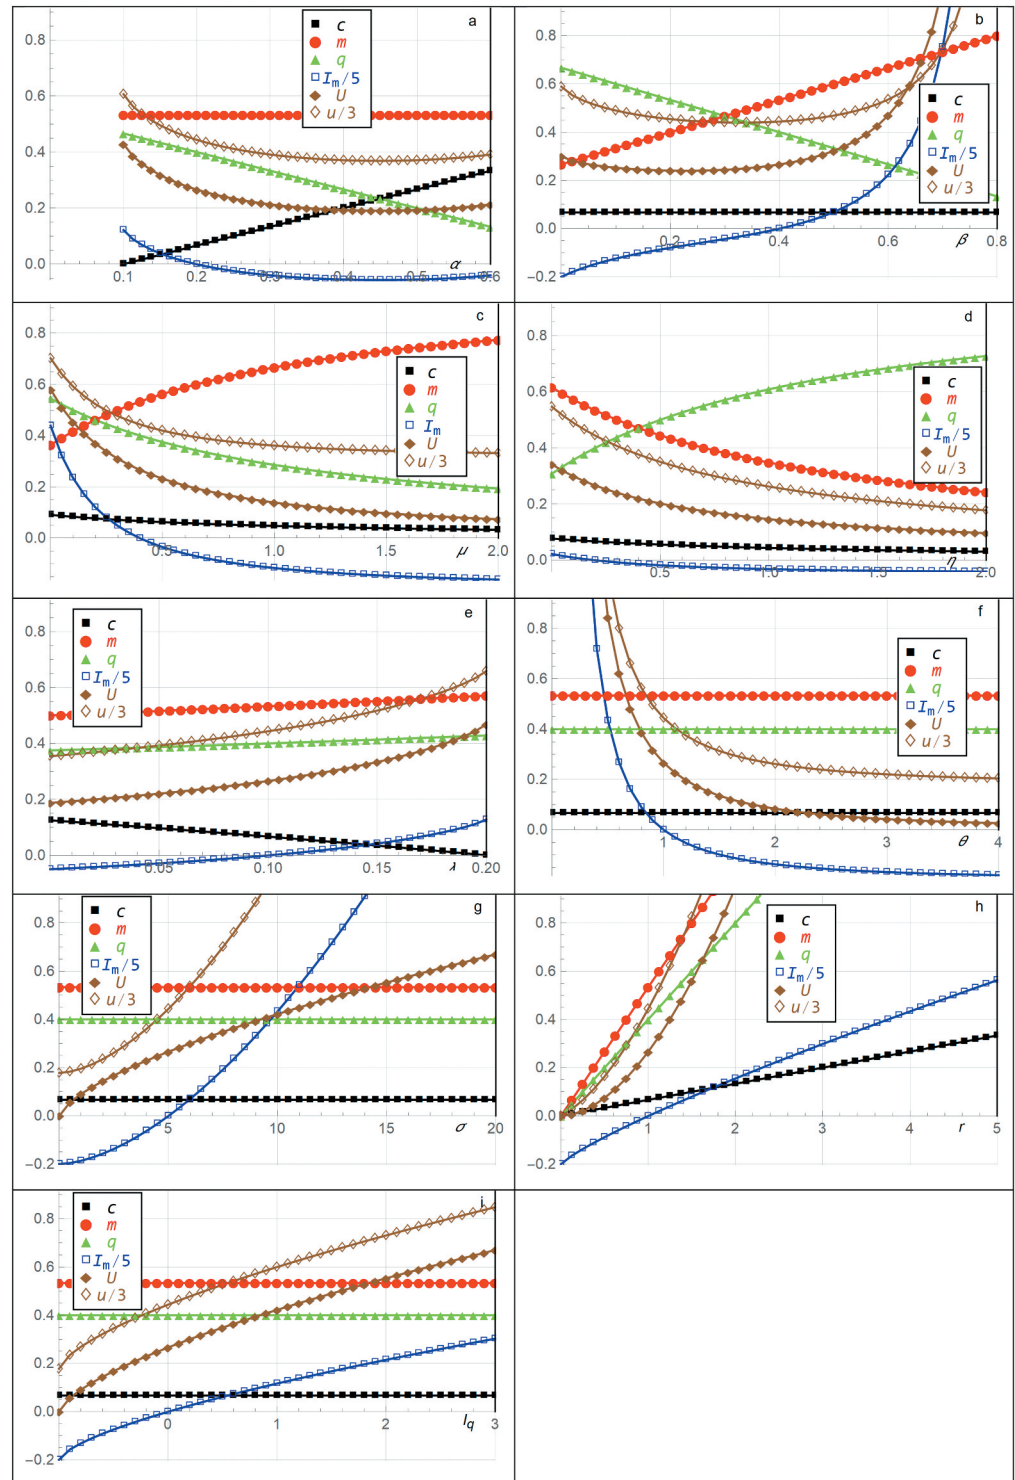 a
c
m
q
I_m/5
U
u/3
0.8
0.6
0.4
0.2
0.0
0.1
0.2
0.3
0.4
0.5
0.6
α
b
c
m
q
I_m/5
U
u/3
0.8
0.6
0.4
0.2
0.0
−0.2
0.2
0.4
0.6
0.8
β
c
c
m
q
I_m
U
u/3
0.8
0.6
0.4
0.2
0.0
0.5
1.0
1.5
2.0
μ
d
c
m
q
I_m/5
U
u/3
0.8
0.6
0.4
0.2
0.0
0.5
1.0
1.5
2.0
η
e
c
m
q
I_m/5
U
u/3
0.8
0.6
0.4
0.2
0.0
0.05
0.10
0.15
0.20
λ
f
c
m
q
I_m/5
U
u/3
0.8
0.6
0.4
0.2
0.0
1
2
3
4
θ
g
c
m
q
I_m/5
U
u/3
0.8
0.6
0.4
0.2
0.0
−0.2
5
10
15
20
σ
h
c
m
q
I_m/5
U
u/3
0.8
0.6
0.4
0.2
0.0
−0.2
1
2
3
4
5
r
i
c
m
q
I_m/5
U
u/3
0.8
0.6
0.4
0.2
0.0
−0.2
0
1
2
3
I_q